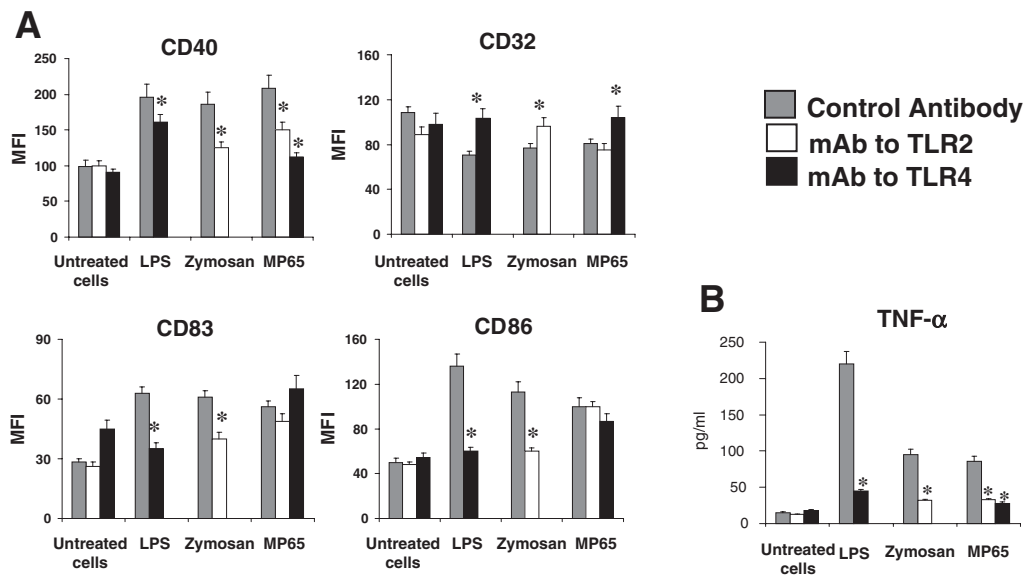 A
CD40
250
200
150
100
50
0
MFI
*
*
*
*
Untreated cells
LPS
Zymosan
MP65
CD32
160
120
80
40
0
MFI
*
*
*
Untreated cells
LPS
Zymosan
MP65
Control Antibody
mAb to TLR2
mAb to TLR4
CD83
90
60
30
0
MFI
*
*
Untreated cells
LPS
Zymosan
MP65
CD86
160
120
80
40
0
MFI
*
*
Untreated cells
LPS
Zymosan
MP65
B
TNF-α
250
200
150
100
50
0
pg/ml
*
*
*
*
Untreated cells
LPS
Zymosan
MP65